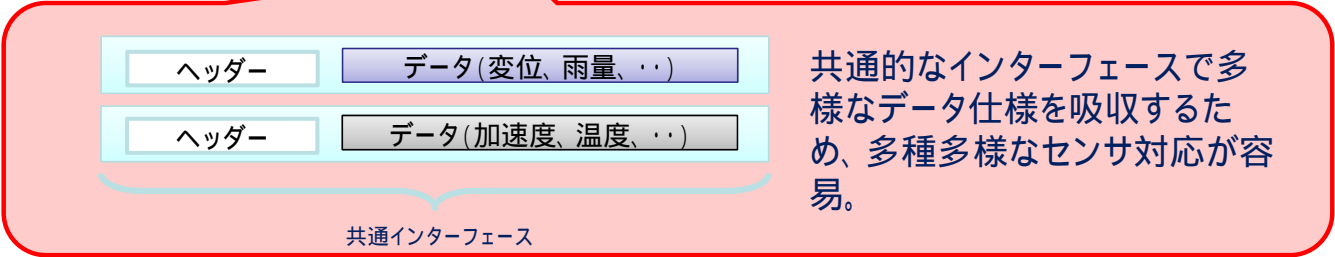 ヘッダー
データ(変位、雨量、‥)
ヘッダー
データ(加速度、温度、‥)
共通インターフェース
共通的なインターフェースで多
様なデータ仕様を吸収するた
め、多種多様なセンサ対応が容
易。